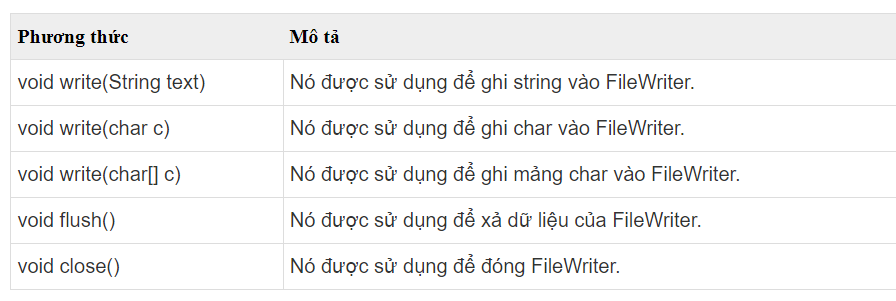 Phương thức Mô tả
void write(String text) Nó được sử dụng để ghi string vào FileWriter.
void write(char c) Nó được sử dụng để ghi char vào FileWriter.
void write(char[] c) Nó được sử dụng để ghi mảng char vào FileWriter.
void flush() Nó được sử dụng để xả dữ liệu của FileWriter.
void close() Nó được sử dụng để đóng FileWriter.